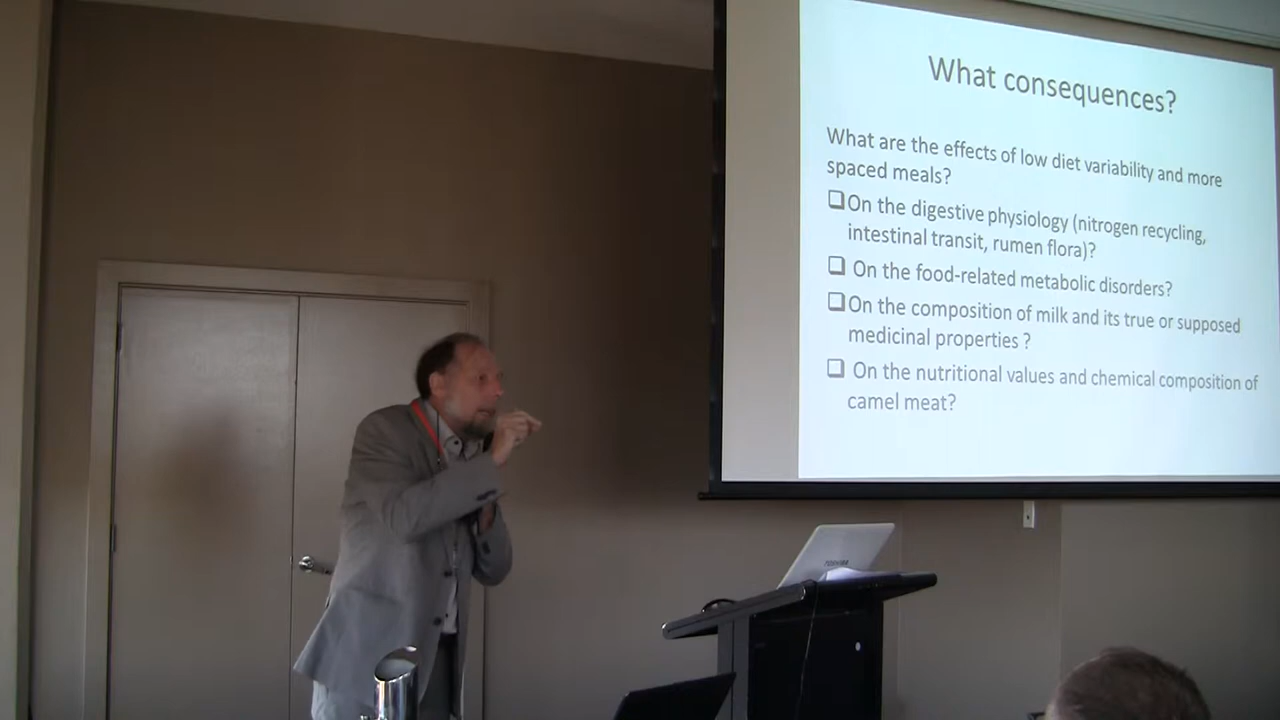 What consequences?
What are the effects of low diet variability and more
spaced meals?
❑On the digestive physiology (nitrogen recycling,
intestinal transit, rumen flora)?
❑ On the food-related metabolic disorders?
❑On the composition of milk and its true or supposed
medicinal properties ?
❑ On the nutritional values and chemical composition of
camel meat?
TOSHIBA